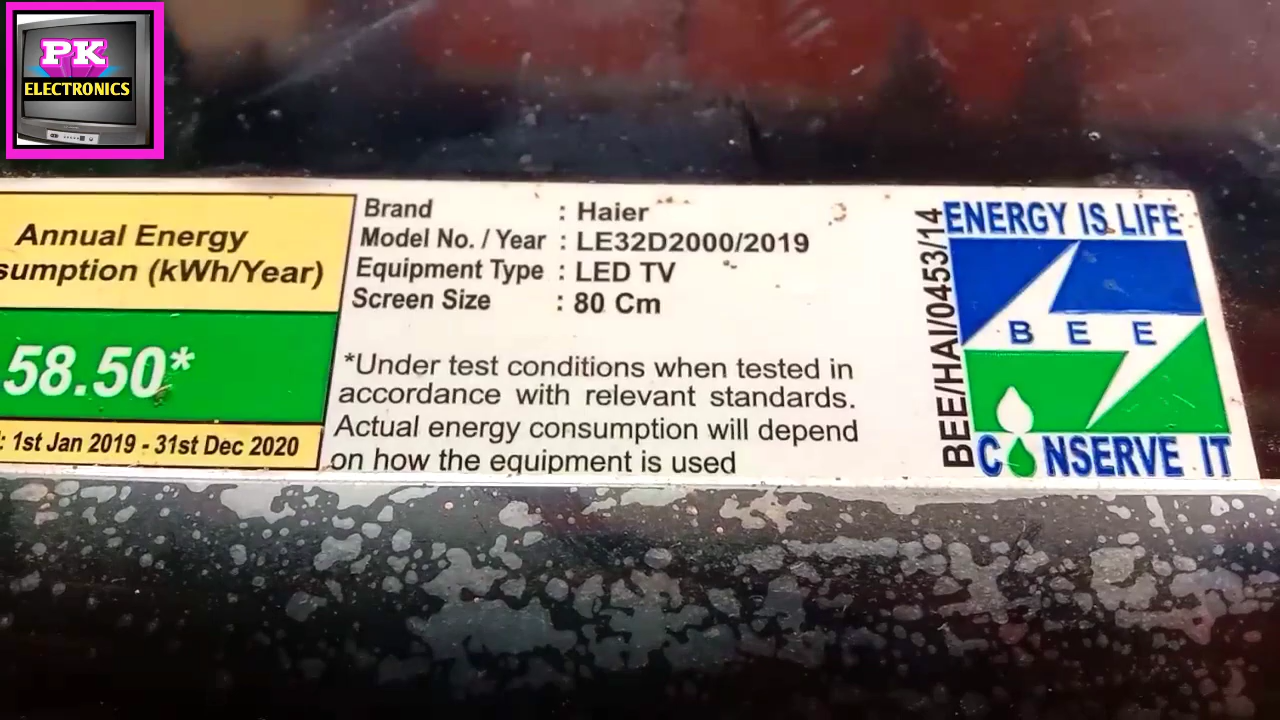 PK
ELECTRONICS
Annual Energy
sumption (kWh/Year)
58.50*
: 1st Jan 2019 - 31st Dec 2020
Brand : Haier
Model No. / Year : LE32D2000/2019
Equipment Type : LED TV
Screen Size : 80 Cm
*Under test conditions when tested in
accordance with relevant standards.
Actual energy consumption will depend
on how the equipment is used
BEE/HAI/0453/14
ENERGY IS LIFE
BEE
CONSERVE IT